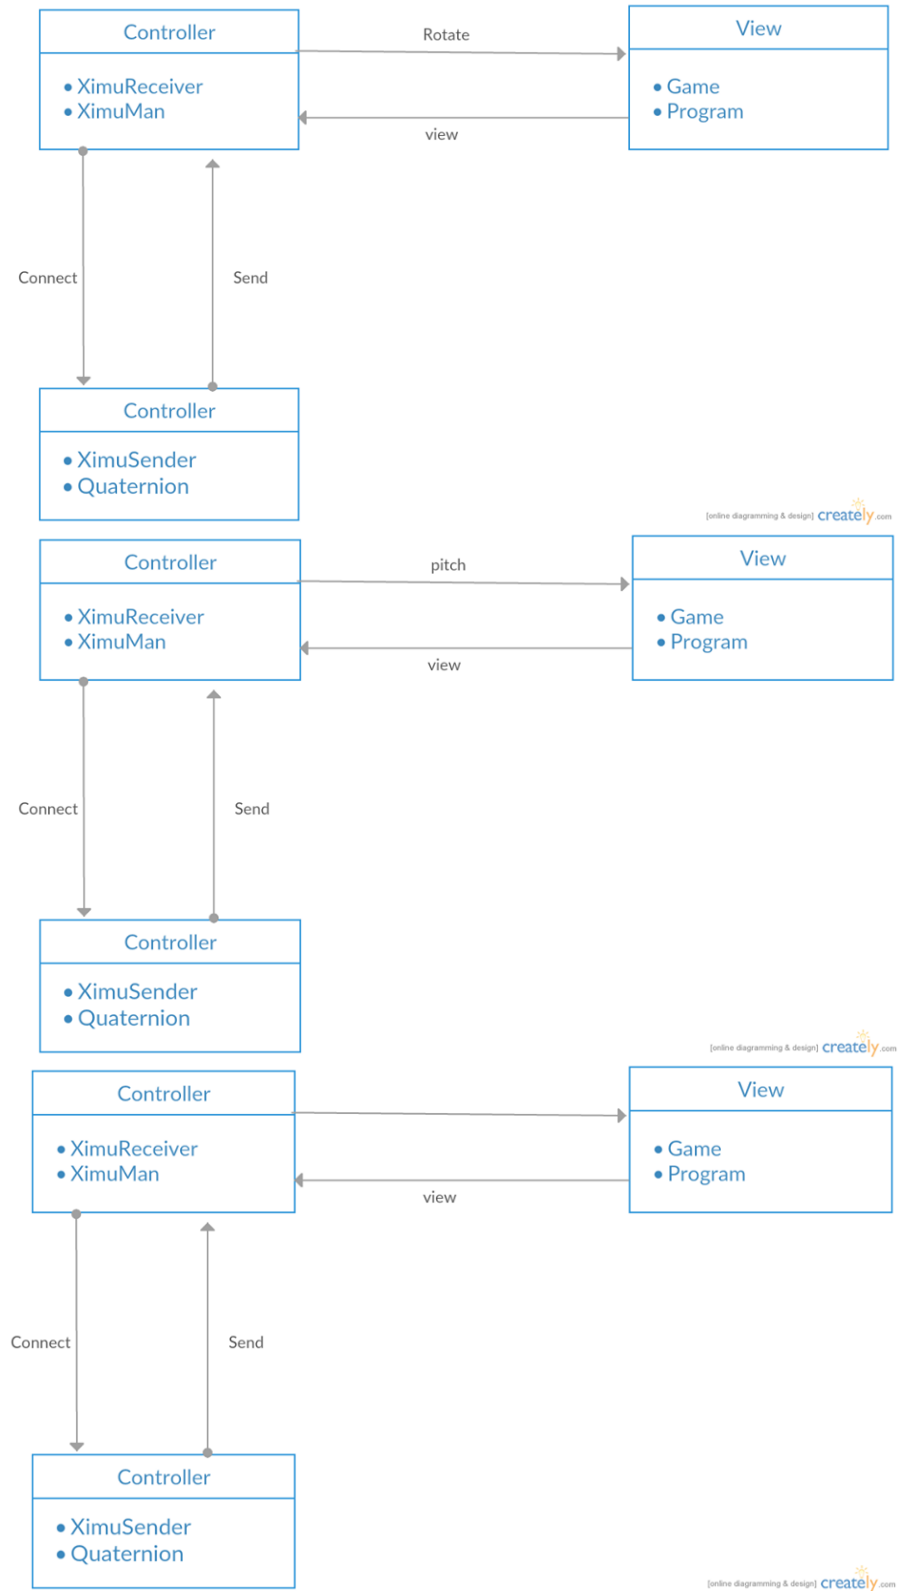 Controller
• XimuReceiver
• XimuMan
Rotate
view
View
• Game
• Program
Connect
Send
Controller
• XimuSender
• Quaternion
[online diagramming & design] creately.com
Controller
• XimuReceiver
• XimuMan
pitch
view
View
• Game
• Program
Connect
Send
Controller
• XimuSender
• Quaternion
[online diagramming & design] creately.com
Controller
• XimuReceiver
• XimuMan
view
View
• Game
• Program
Connect
Send
Controller
• XimuSender
• Quaternion
[online diagramming & design] creately.com